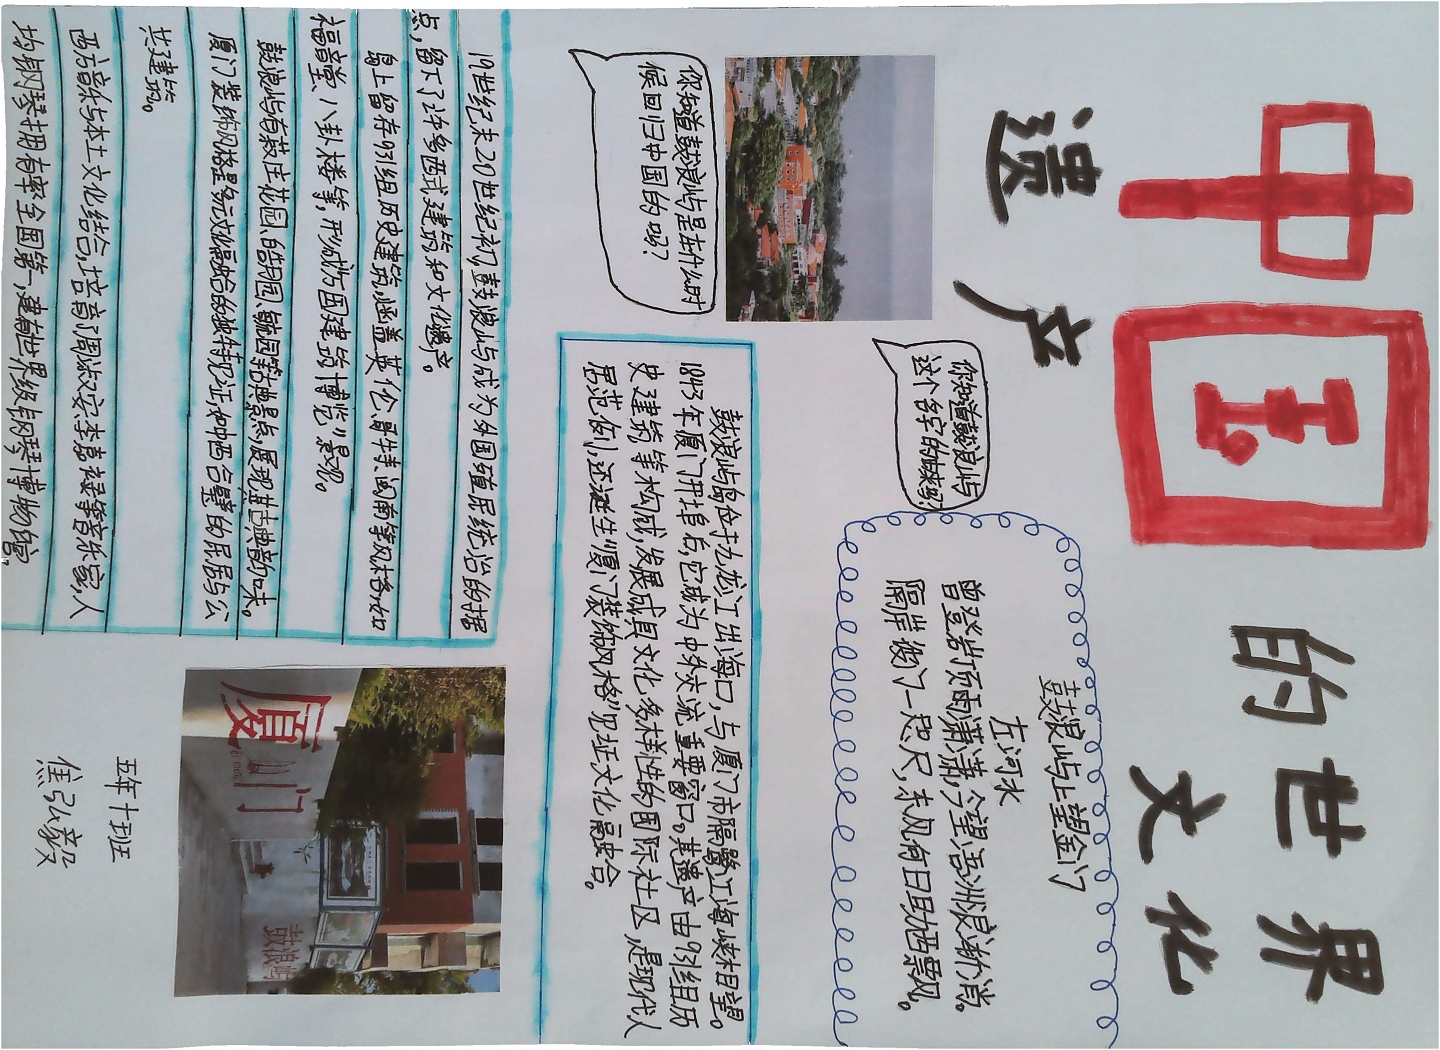 中国的世界
文化
遗产
鼓浪屿上望金门
左河水
曾登岩顶雨潇潇,今望浯洲浪渐消。
隔岸彼门一咫尺,东风何日助西飘风。
你知道鼓浪屿与
这个名字的由来吗?
你知道鼓浪屿是在什么时
候回归中国的吗?
鼓浪屿岛位于九龙江出海口,与厦门市隔鹭江海峡相望。
1843年厦门开埠后,它成为中外交流重要窗口。其遗产由931组历
史建筑等构成,发展成具文化多样性的国际社区,是现代人
居范例,还诞生“厦门装饰风格”见证文化融合。
19世纪末20世纪初,鼓浪屿成为外国殖民统治的据
点,留下了许多西式建筑和文化遗产。
岛上留存931组历史建筑,涵盖英伦、哥特、闽南等风格,如
福音堂、八卦楼等,形成“万国建筑博览”景观。
鼓浪屿有菽庄花园、皓月园、毓园等古典景点,展现其古典韵味。
厦门装饰风格是多元文化融合的独特见证,如中西合璧的民居与公
共建筑。
西方音乐与本土文化结合,培育了周淑安、李嘉禄等音乐家,人
均钢琴拥有率全国第一,建有世界级钢琴博物馆。
厦门
鼓浪屿
五年十班
焦弘毅